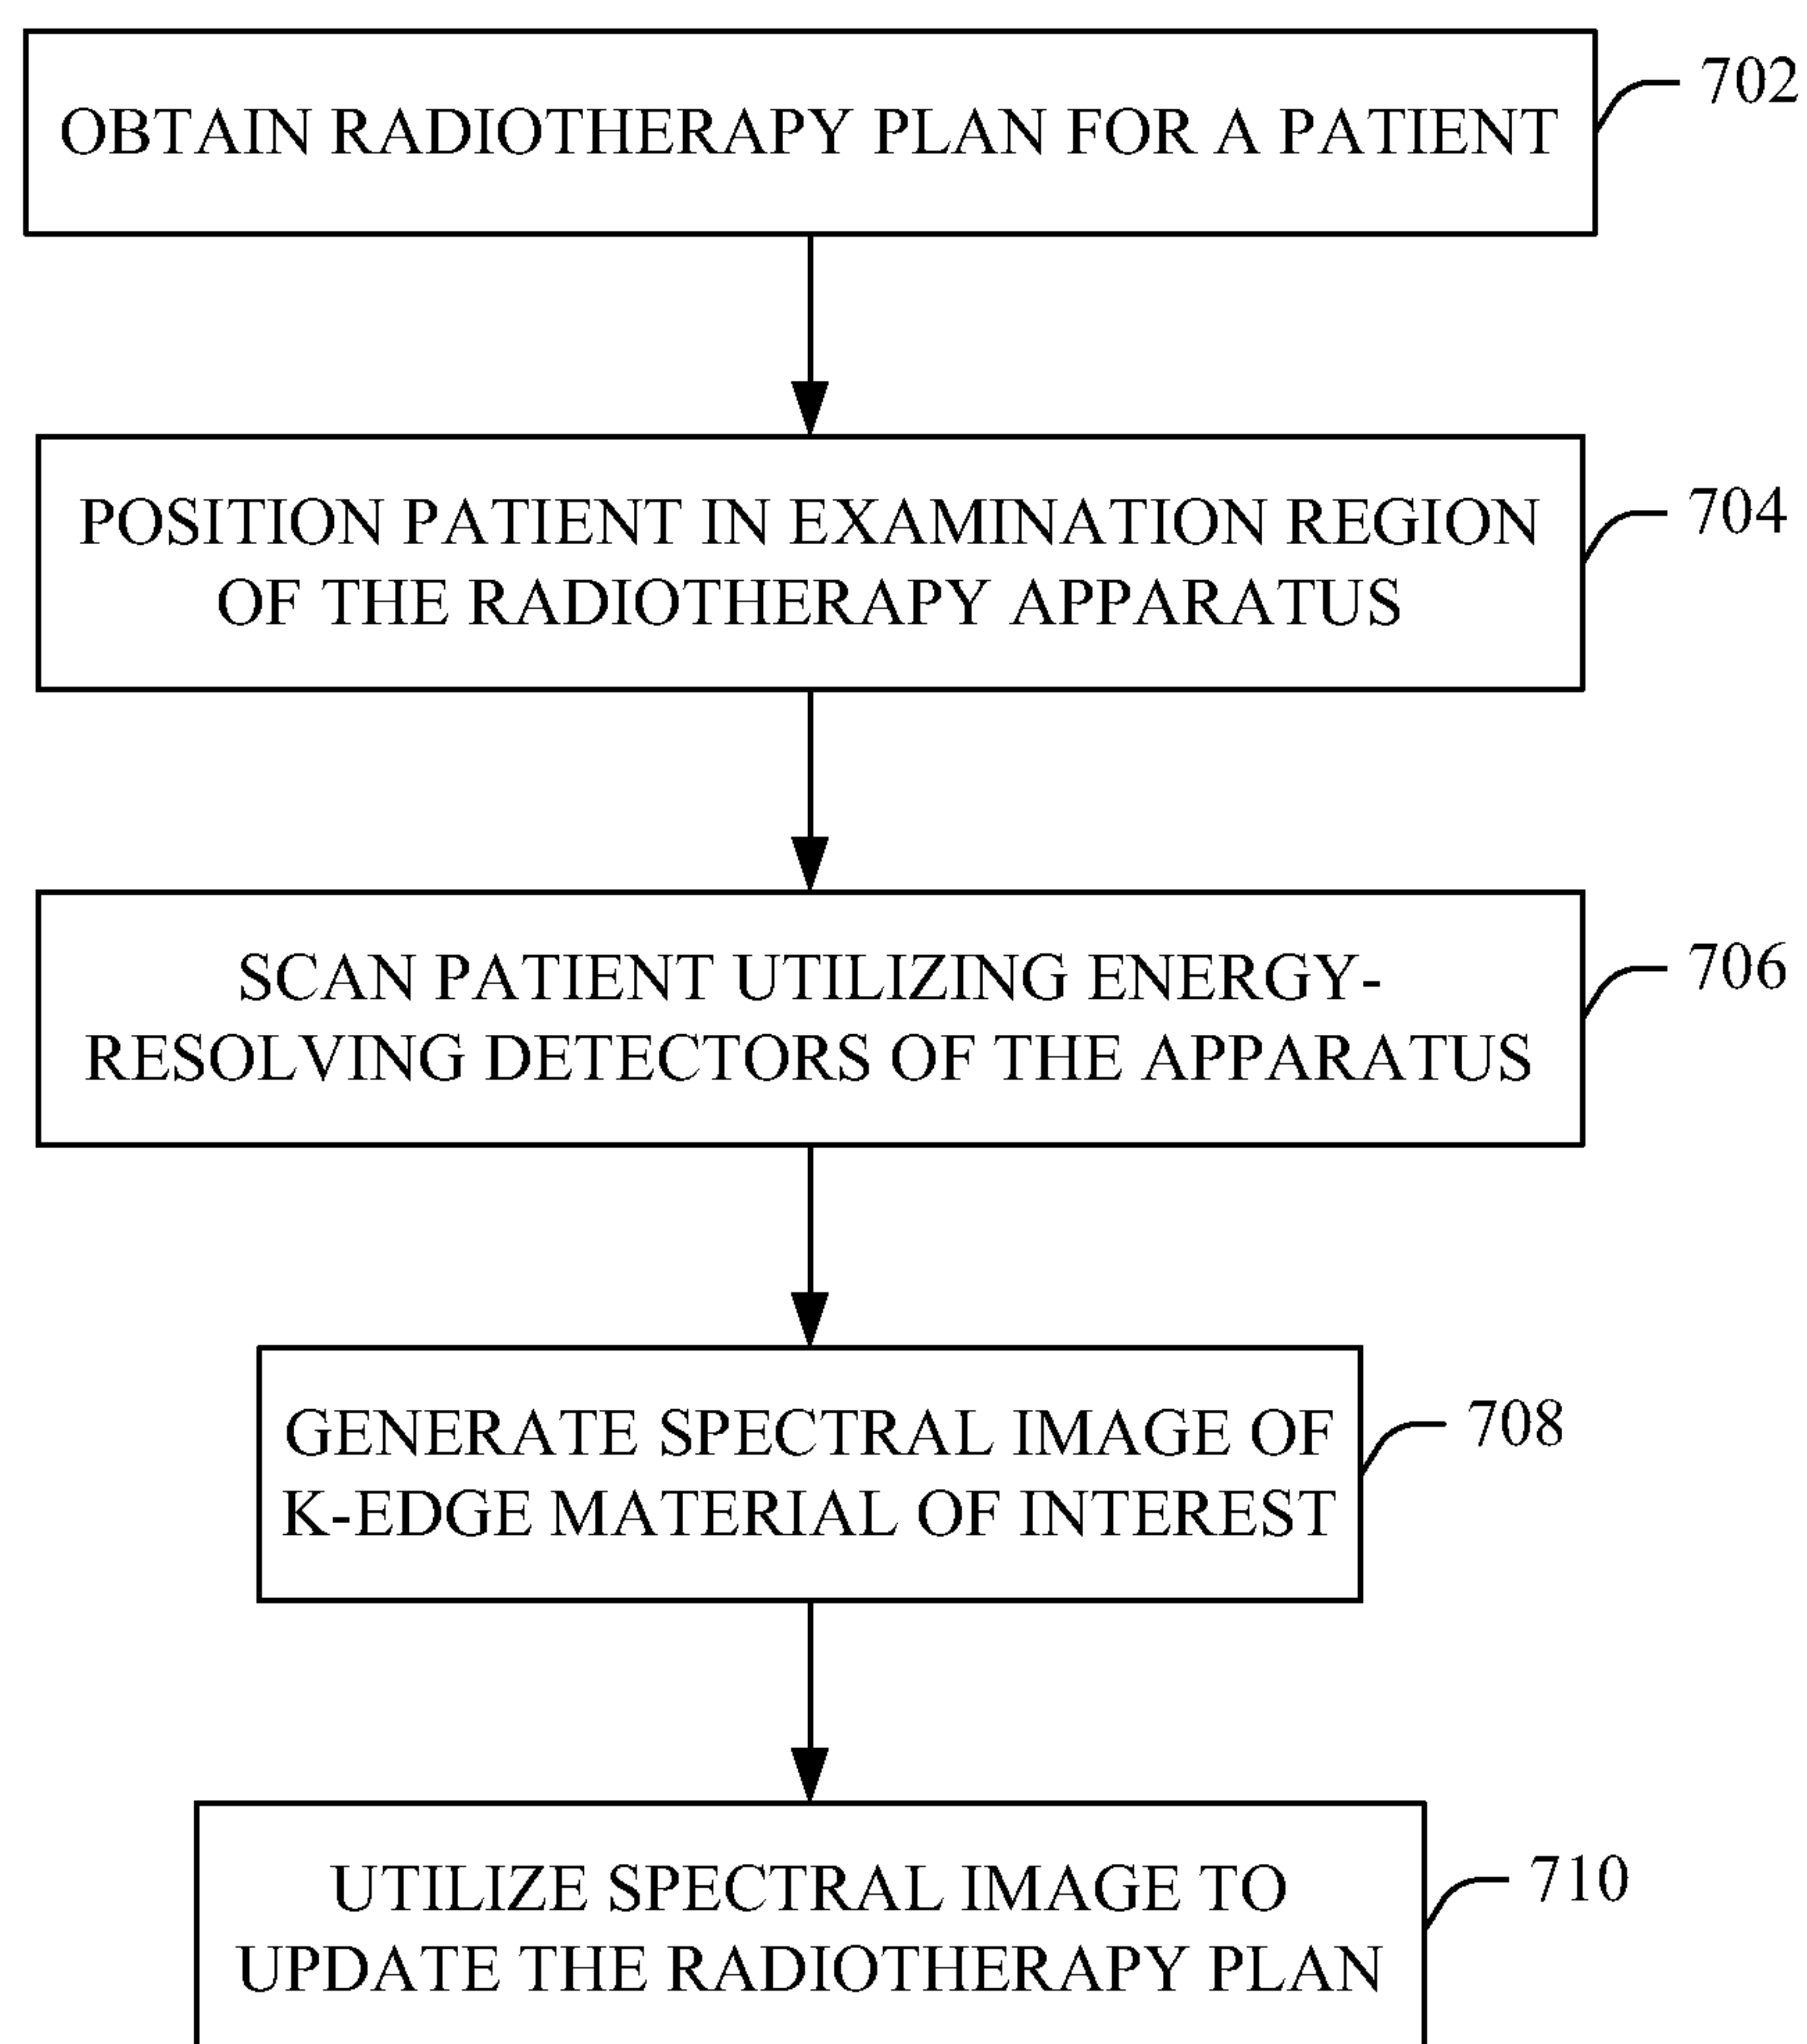 OBTAIN RADIOTHERAPY PLAN FOR A PATIENT
702
POSITION PATIENT IN EXAMINATION REGION
OF THE RADIOTHERAPY APPARATUS
704
SCAN PATIENT UTILIZING ENERGY-
RESOLVING DETECTORS OF THE APPARATUS
706
GENERATE SPECTRAL IMAGE OF
K-EDGE MATERIAL OF INTEREST
708
UTILIZE SPECTRAL IMAGE TO
UPDATE THE RADIOTHERAPY PLAN
710